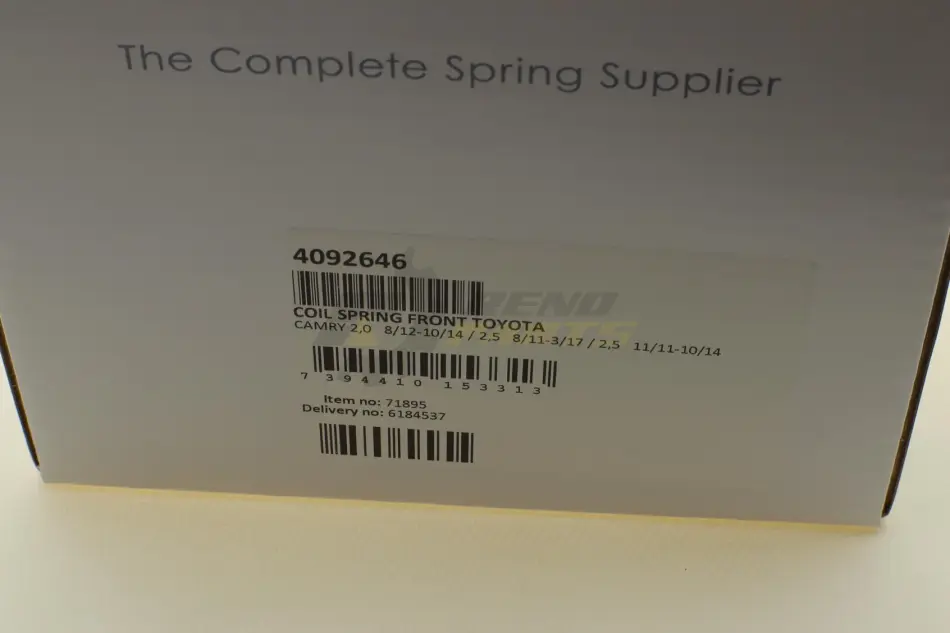 The Complete Spring Supplier
4092646
COIL SPRING FRONT TOYOTA
CAMRY 2,0 8/12-10/14 / 2,5 8/11-3/17 / 2,5 11/11-10/14
7 394410 153313
Item no: 71895
Delivery no: 6184537